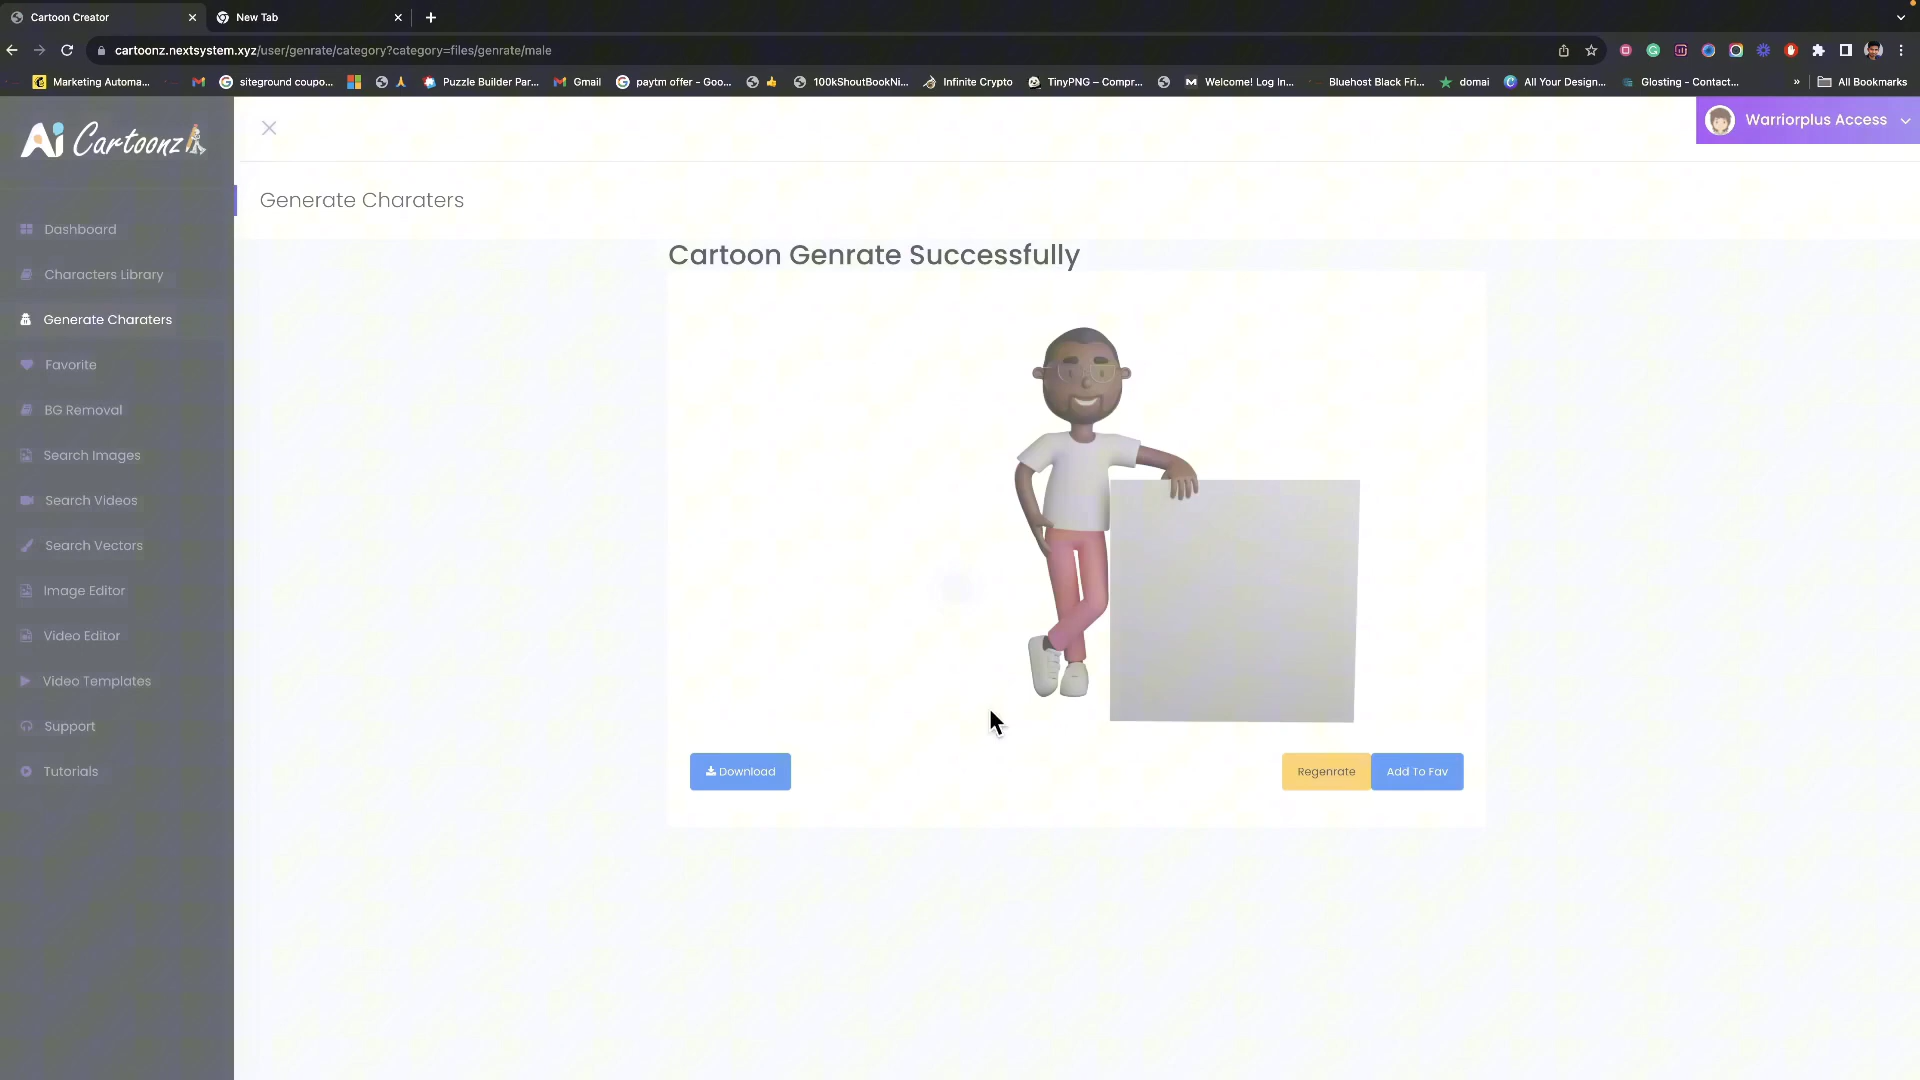 Cartoon Creator
New Tab
cartoonz.nextsystem.xyz/user/genrate/category?category=files/genrate/male
Marketing Automa...
siteground coupo...
Puzzle Builder Par...
Gmail
paytm offer - Goo...
100kShoutBookNi...
Infinite Crypto
TinyPNG – Compr...
Welcome! Log In...
Bluehost Black Fri...
domai
All Your Design...
Glosting - Contact...
»
All Bookmarks
Ai Cartoonz
Warriorplus Access
Generate Charaters
Dashboard
Characters Library
Generate Charaters
Favorite
BG Removal
Search Images
Search Videos
Search Vectors
Image Editor
Video Editor
Video Templates
Support
Tutorials
Cartoon Genrate Successfully
Download
Regenrate
Add To Fav